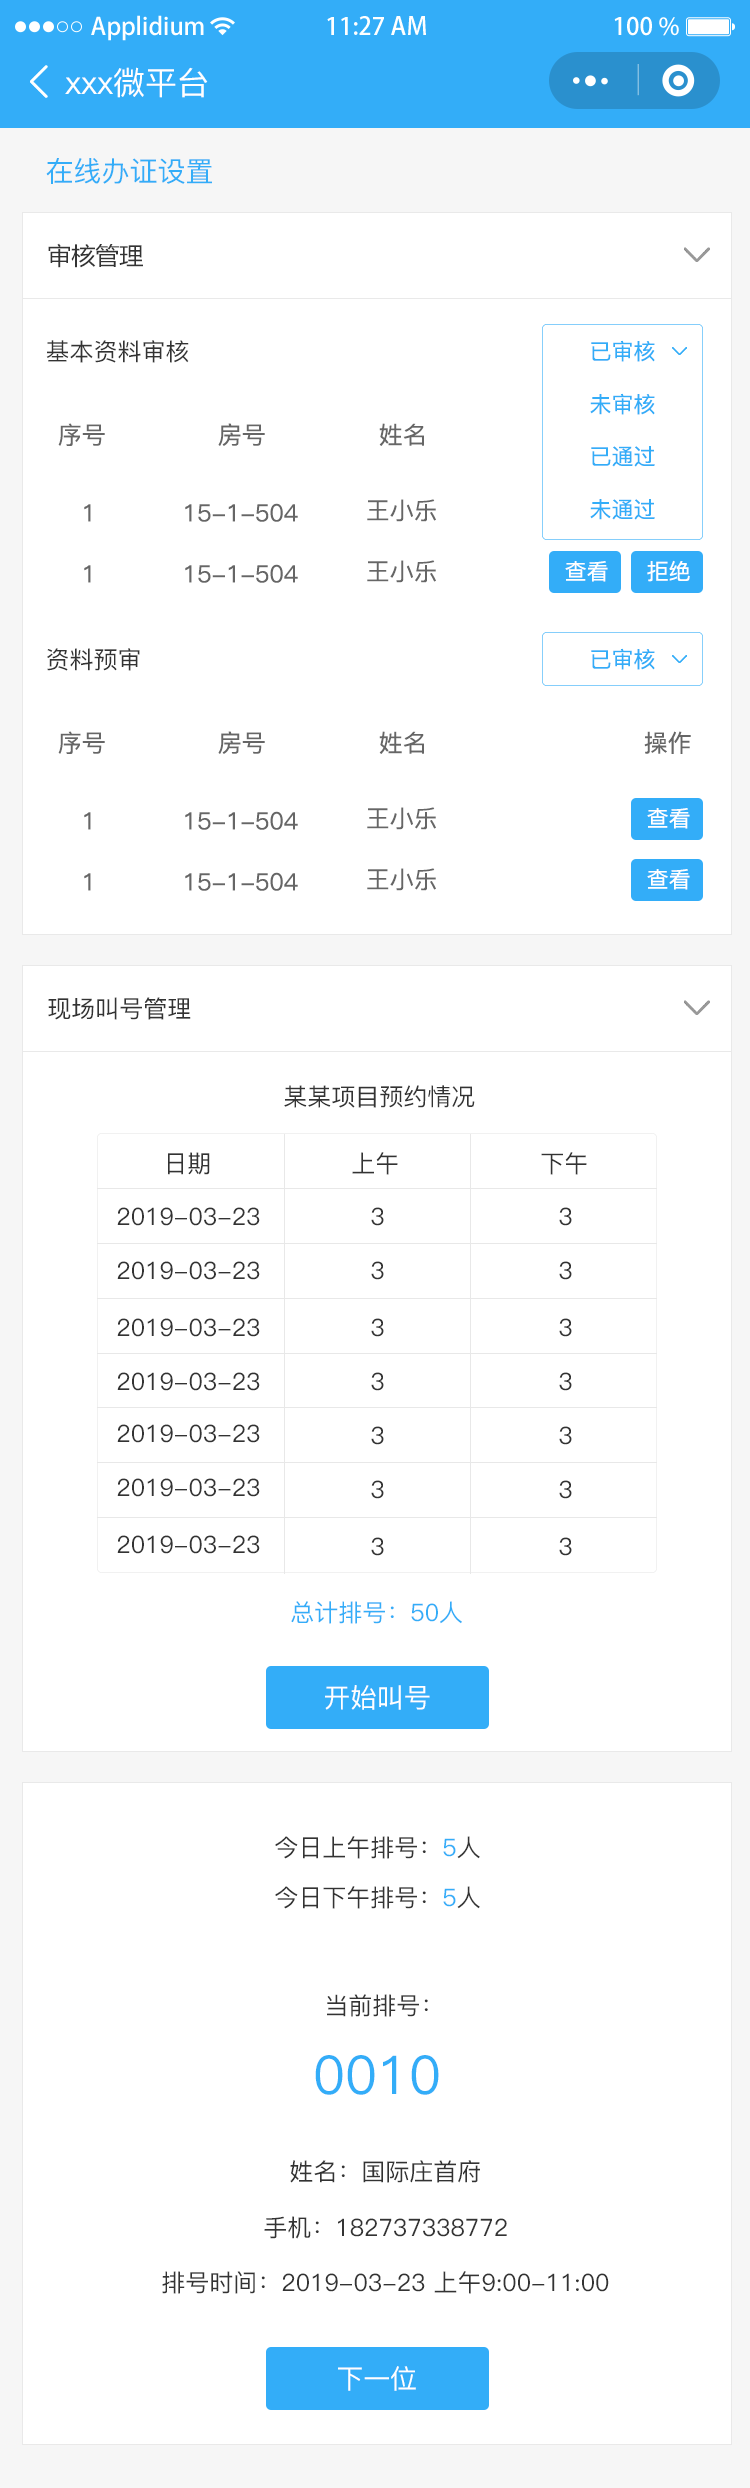 Applidium 11:27 AM 100 %
xxx微平台
在线办证设置
审核管理
基本资料审核 已审核
未审核
序号 房号 姓名
已通过
1 15-1-504 王小乐 未通过
1 15-1-504 王小乐 查看 拒绝
资料预审 已审核
序号 房号 姓名 操作
1 15-1-504 王小乐 查看
1 15-1-504 王小乐 查看
现场叫号管理
某某项目预约情况
日期 上午 下午
2019-03-23 3 3
2019-03-23 3 3
2019-03-23 3 3
2019-03-23 3 3
2019-03-23 3 3
2019-03-23 3 3
2019-03-23 3 3
总计排号：50人
开始叫号
今日上午排号：5人
今日下午排号：5人
当前排号：
0010
姓名：国际庄首府
手机：182737338772
排号时间：2019-03-23 上午9:00-11:00
下一位